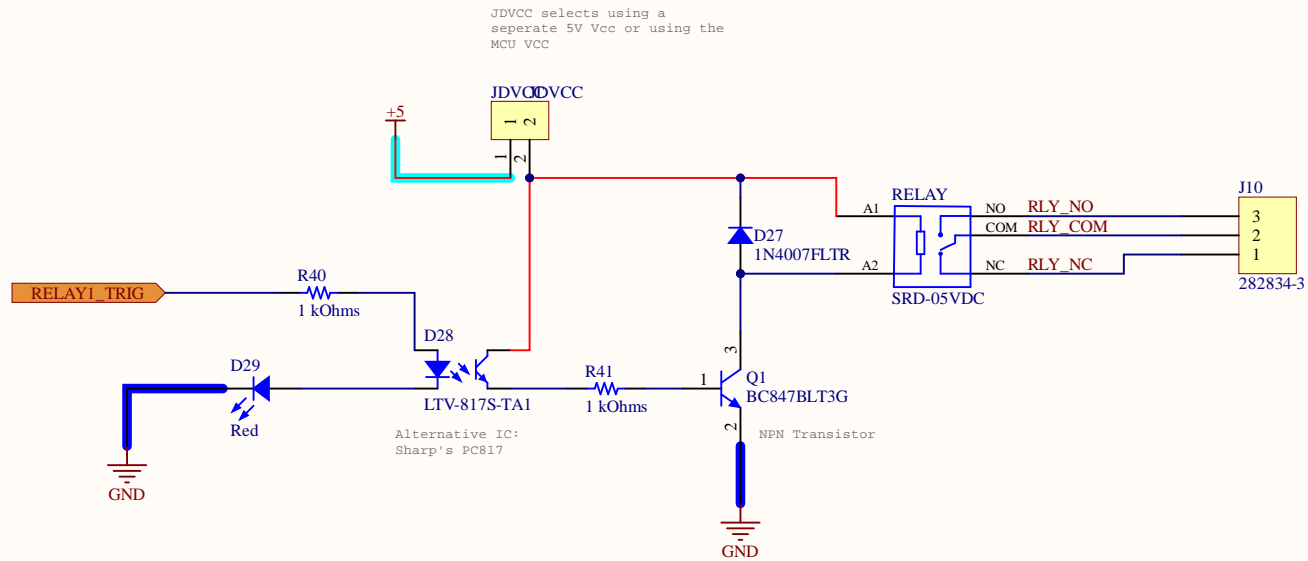 JDVCC selects using a
seperate 5V Vcc or using the
MCU VCC
JDVCC JDVCC
+5
1 2
1 2
RELAY
A1
A2
NO
COM
NC
RLY_NO
RLY_COM
RLY_NC
SRD-05VDC
J10
3
2
1
282834-3
D27
1N4007FLTR
RELAY1_TRIG
R40
1 kOhms
D28
LTV-817S-TA1
Alternative IC:
Sharp's PC817
D29
Red
GND
R41
1 kOhms
3
1
2
Q1
BC847BLT3G
NPN Transistor
GND